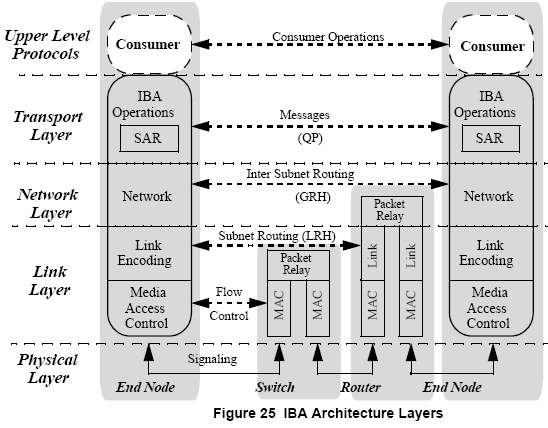 Upper Level
Protocols
Consumer
Consumer Operations
Consumer
Transport
Layer
IBA
Operations
SAR
Messages
(QP)
IBA
Operations
SAR
Network
Layer
Network
Inter Subnet Routing
(GRH)
Packet
Relay
Network
Link
Layer
Link
Encoding
Subnet Routing (LRH)
Packet
Relay
Link
Link
Link
Encoding
Media
Access
Control
Flow
Control
MAC
MAC
MAC
MAC
Media
Access
Control
Physical
Layer
Signaling
End Node
Switch
Router
End Node
Figure 25 IBA Architecture Layers